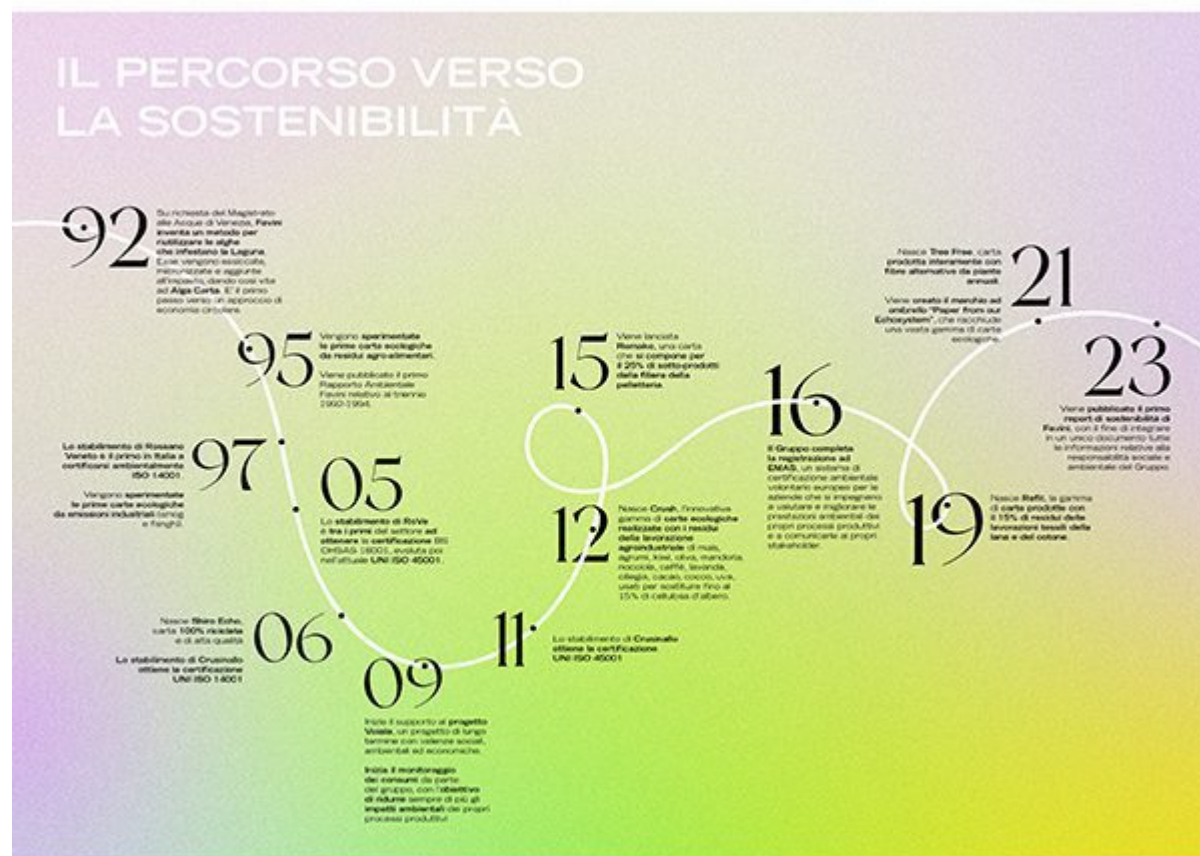 IL PERCORSO VERSO
LA SOSTENIBILITÀ
92
Su richiesta del Magistrato
alle Acque di Venezia, Favini
inventa un metodo per
riutilizzare le alghe
che infestano la Laguna.
Esse vengono essiccate,
micronizzate e aggiunte
all'impasto, dando così vita
ad Alga Carta. E' il primo
passo verso un approccio di
economia circolare.
95
Vengono sperimentate
le prime carte ecologiche
da residui agro-alimentari.
Viene pubblicato il primo
Rapporto Ambientale
Favini relativo al triennio
1992-1994.
97
Lo stabilimento di Rossano
Veneto è il primo in Italia a
certificarsi ambientalmente
ISO 14001.
Vengono sperimentate
le prime carte ecologiche
da emissioni industriali (smog
e fanghi).
05
Lo stabilimento di RoVe
è tra i primi del settore ad
ottenere la certificazione BS
OHSAS 18001, evoluta poi
nell'attuale UNI ISO 45001.
06
Nasce Shiro Echo,
carta 100% riciclata
e di alta qualità
Lo stabilimento di Crusinallo
ottiene la certificazione
UNI ISO 14001
09
Inizia il supporto al progetto
Vaiale, un progetto di lungo
termine con valenze sociali,
ambientali ed economiche.
Inizia il monitoraggio
dei consumi da parte
del gruppo, con l'obiettivo
di ridurre sempre di più gli
impatti ambientali dei propri
processi produttivi
11
Lo stabilimento di Crusinallo
ottiene la certificazione
UNI ISO 45001
12
Nasce Crush, l'innovativa
gamma di carte ecologiche
realizzate con i residui
della lavorazione
agroindustriale di mais,
agrumi, kiwi, oliva, mandorla,
nocciola, caffè, lavanda,
ciliegia, cacao, cocco, uva,
usati per sostituire fino al
15% di cellulosa d'albero.
15
Viene lanciata
Remake, una carta
che si compone per
il 25% di sotto-prodotti
della filiera della
pelletteria.
16
Il Gruppo completa
la registrazione ad
EMAS, un sistema di
certificazione ambientale
volontario europeo per le
aziende che si impegnano
a valutare e migliorare le
prestazioni ambientali dei
propri processi produttivi
e a comunicarle ai propri
stakeholder.
19
Nasce Refit, la gamma
di carte prodotte con
il 15% di residui delle
lavorazioni tessili della
lana e del cotone.
21
Nasce Tree Free, carta
prodotta interamente con
fibre alternative da piante
annuali.
Viene creato il marchio ad
ombrello "Paper from our
Echosystem", che racchiude
una vasta gamma di carte
ecologiche.
23
Viene pubblicato il primo
report di sostenibilità di
Favini, con il fine di integrare
in un unico documento tutte
le informazioni relative alla
responsabilità sociale e
ambientale del Gruppo.